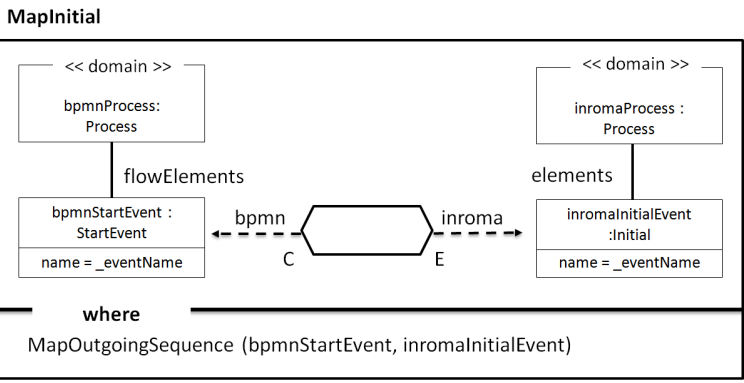 MapInitial
<< domain >>
bpmnProcess:
Process
flowElements
bpmnStartEvent :
StartEvent
name = _eventName
bpmn
C
inroma
E
<< domain >>
inromaProcess :
Process
elements
inromaInitialEvent
:Initial
name = _eventName
where
MapOutgoingSequence (bpmnStartEvent, inromaInitialEvent)